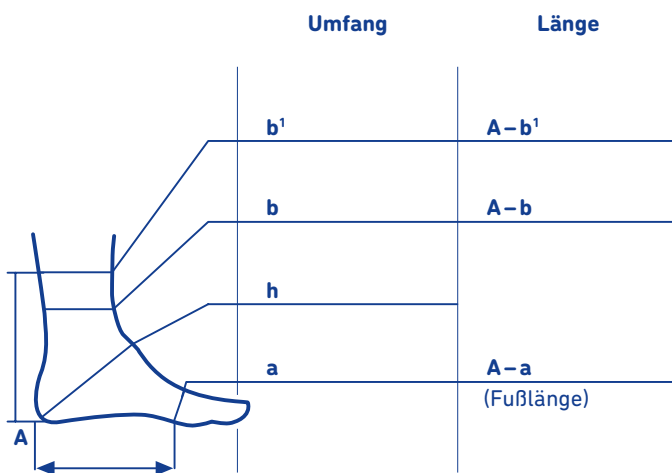 Umfang Länge
b¹ A–b¹
b A–b
h
a A–a
(Fußlänge)
A